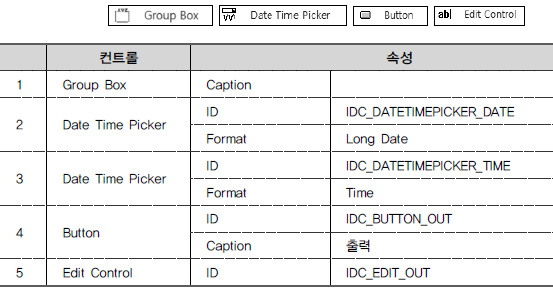 XYZ Group Box Date Time Picker Button ab| Edit Control
컨트롤 속성
1 Group Box Caption
2 Date Time Picker ID IDC_DATETIMEPICKER_DATE
Format Long Date
3 Date Time Picker ID IDC_DATETIMEPICKER_TIME
Format Time
4 Button ID IDC_BUTTON_OUT
Caption 출력
5 Edit Control ID IDC_EDIT_OUT